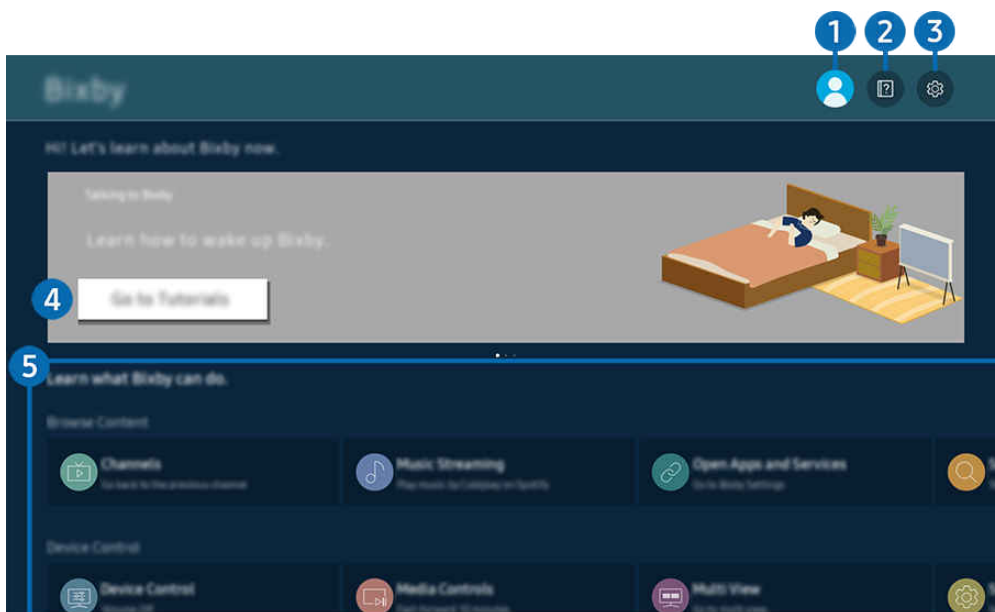 1 2 3
Bixby
Hi! Let's learn about Bixby now.
Talking to Bixby
Learn how to wake up Bixby.
4
Go to Tutorials
5
Learn what Bixby can do.
Browse Content
Channels
Go back to the previous channel
Music Streaming
Play music by Coldplay on Spotify
Open Apps and Services
Go to Bixby Settings
Device Control
Device Control
Volume Off
Media Controls
Multi View